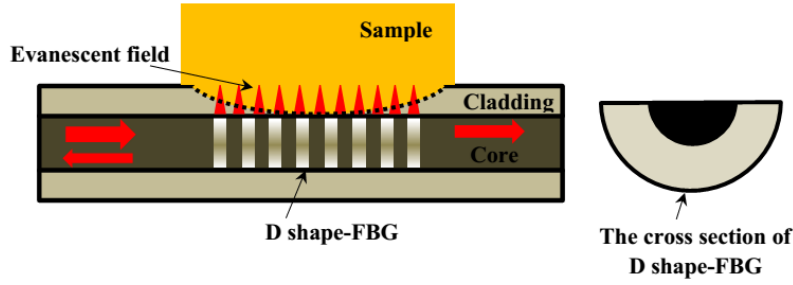 Sample
Evanescent field
Cladding
Core
D shape-FBG
The cross section of
D shape-FBG